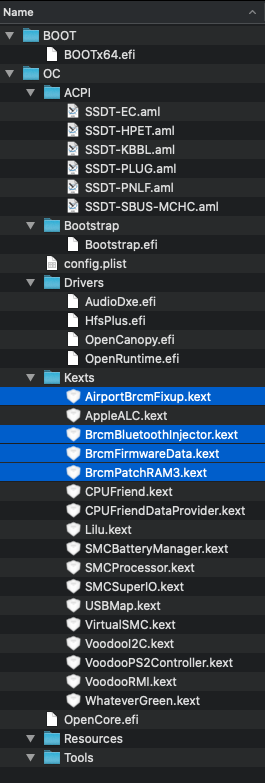 Name
BOOT
BOOTx64.efi
OC
ACPI
SSDT-EC.aml
SSDT-HPET.aml
SSDT-KBBL.aml
SSDT-PLUG.aml
SSDT-PNLF.aml
SSDT-SBUS-MCHC.aml
Bootstrap
Bootstrap.efi
config.plist
Drivers
AudioDxe.efi
HfsPlus.efi
OpenCanopy.efi
OpenRuntime.efi
Kexts
AirportBrcmFixup.kext
AppleALC.kext
BrcmBluetoothInjector.kext
BrcmFirmwareData.kext
BrcmPatchRAM3.kext
CPUFriend.kext
CPUFriendDataProvider.kext
Lilu.kext
SMCBatteryManager.kext
SMCProcessor.kext
SMCSuperIO.kext
USBMap.kext
VirtualSMC.kext
VoodooI2C.kext
VoodooPS2Controller.kext
VoodooRMI.kext
WhateverGreen.kext
OpenCore.efi
Resources
Tools